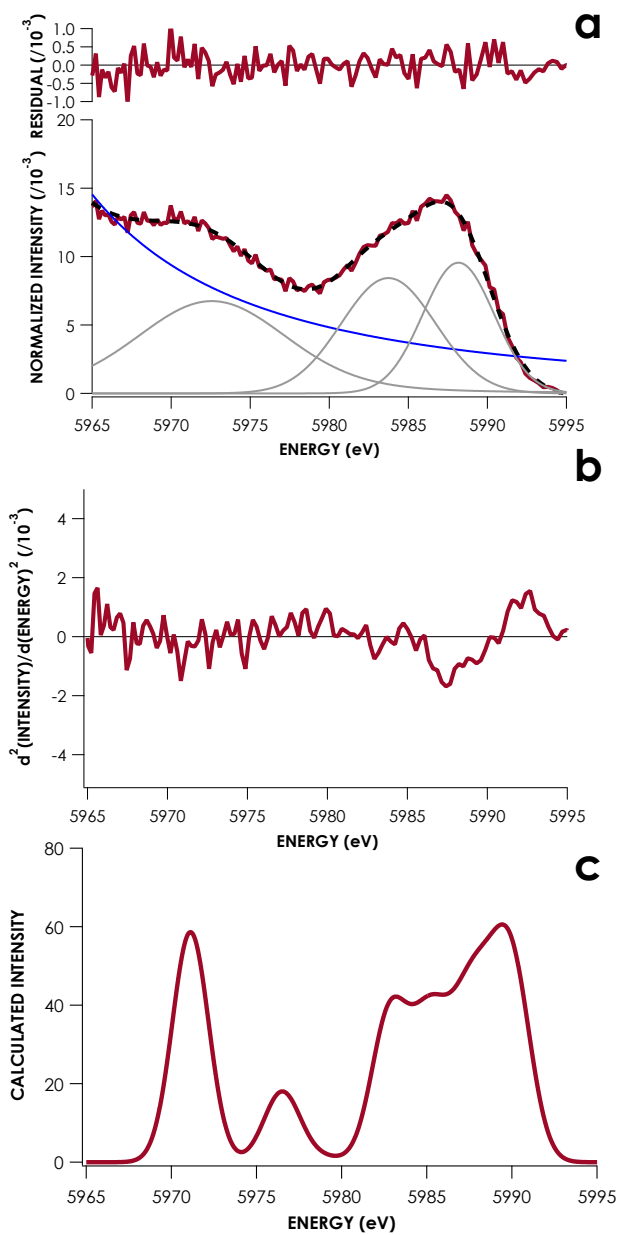 a
RESIDUAL (/10⁻³)
1.0
0.5
0.0
-0.5
-1.0
NORMALIZED INTENSITY (/10⁻³)
20
15
10
5
0
5965 5970 5975 5980 5985 5990 5995
ENERGY (eV)
b
d²(INTENSITY)/d(ENERGY)² (/10⁻³)
4
2
0
-2
-4
5965 5970 5975 5980 5985 5990 5995
ENERGY (eV)
c
CALCULATED INTENSITY
80
60
40
20
0
5965 5970 5975 5980 5985 5990 5995
ENERGY (eV)